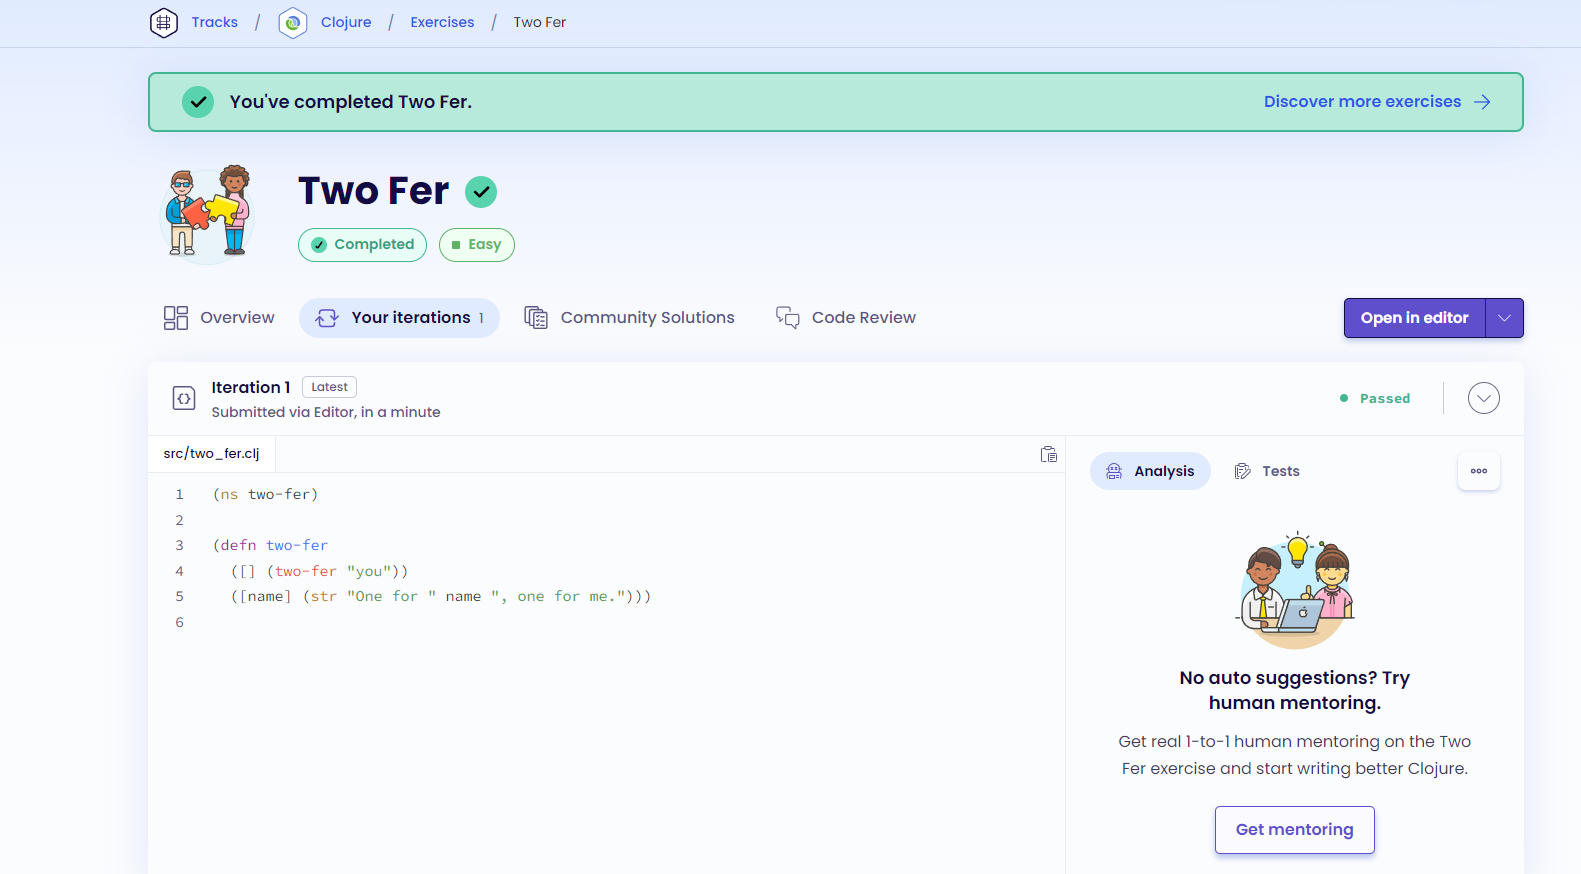 Tracks / Clojure / Exercises / Two Fer
You've completed Two Fer.
Discover more exercises
Two Fer
Completed
Easy
Overview
Your iterations 1
Community Solutions
Code Review
Open in editor
Iteration 1 Latest
Submitted via Editor, in a minute
Passed
src/two_fer.clj
1 (ns two-fer)
2
3 (defn two-fer
4   ([] (two-fer "you"))
5   ([name] (str "One for " name ", one for me.")))
6
Analysis
Tests
No auto suggestions? Try
human mentoring.
Get real 1-to-1 human mentoring on the Two
Fer exercise and start writing better Clojure.
Get mentoring